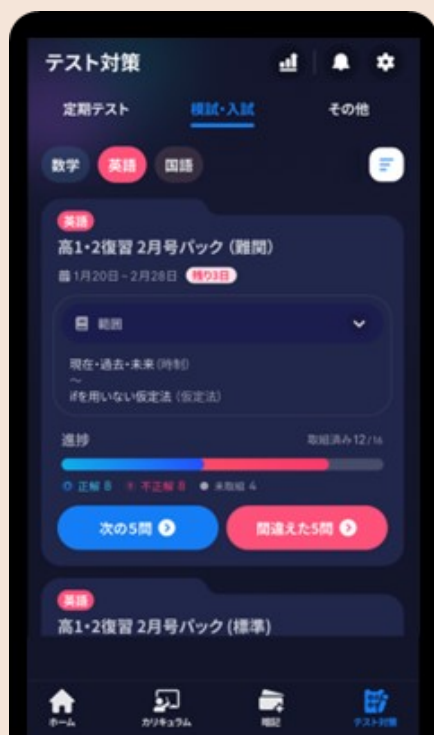 テスト対策
定期テスト 模試・入試 その他
数学 英語 国語
英語
高1・2復習 2月号パック (難関)
1月20日~2月28日 残り3日
範囲
現在・過去・未来 (時制)
~
ifを用いない仮定法 (仮定法)
進捗 取組済み 12/16
正解 8 不正解 8 未取組 4
次の5問 間違えた5問
英語
高1・2復習 2月号パック (標準)
ホーム カリキュラム 暗記 テスト対策